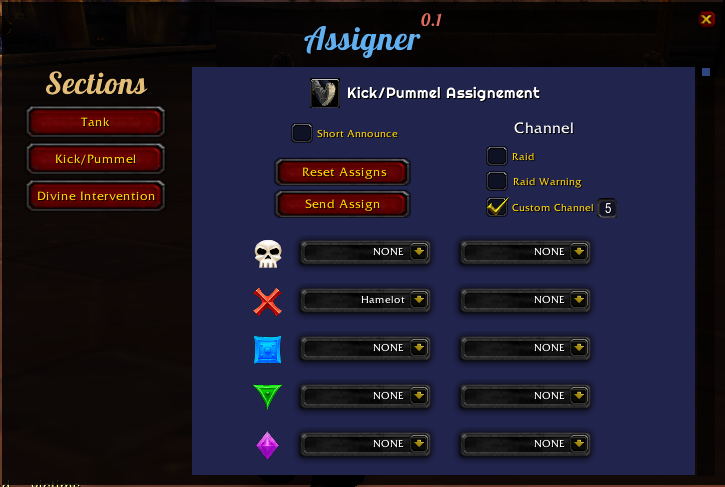 Assigner 0.1
Sections
Tank
Kick/Pummel
Divine Intervention
Kick/Pummel Assignement
Short Announce
Reset Assigns
Send Assign
Channel
Raid
Raid Warning
Custom Channel 5
NONE NONE
Hamelot NONE
NONE NONE
NONE NONE
NONE NONE